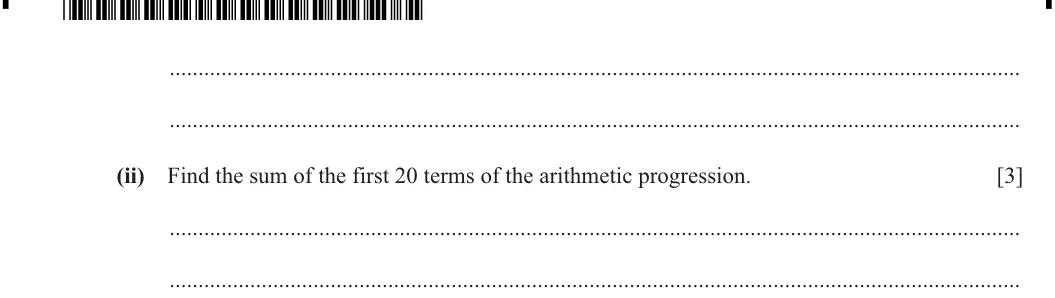 (ii) Find the sum of the first 20 terms of the arithmetic progression. [3]